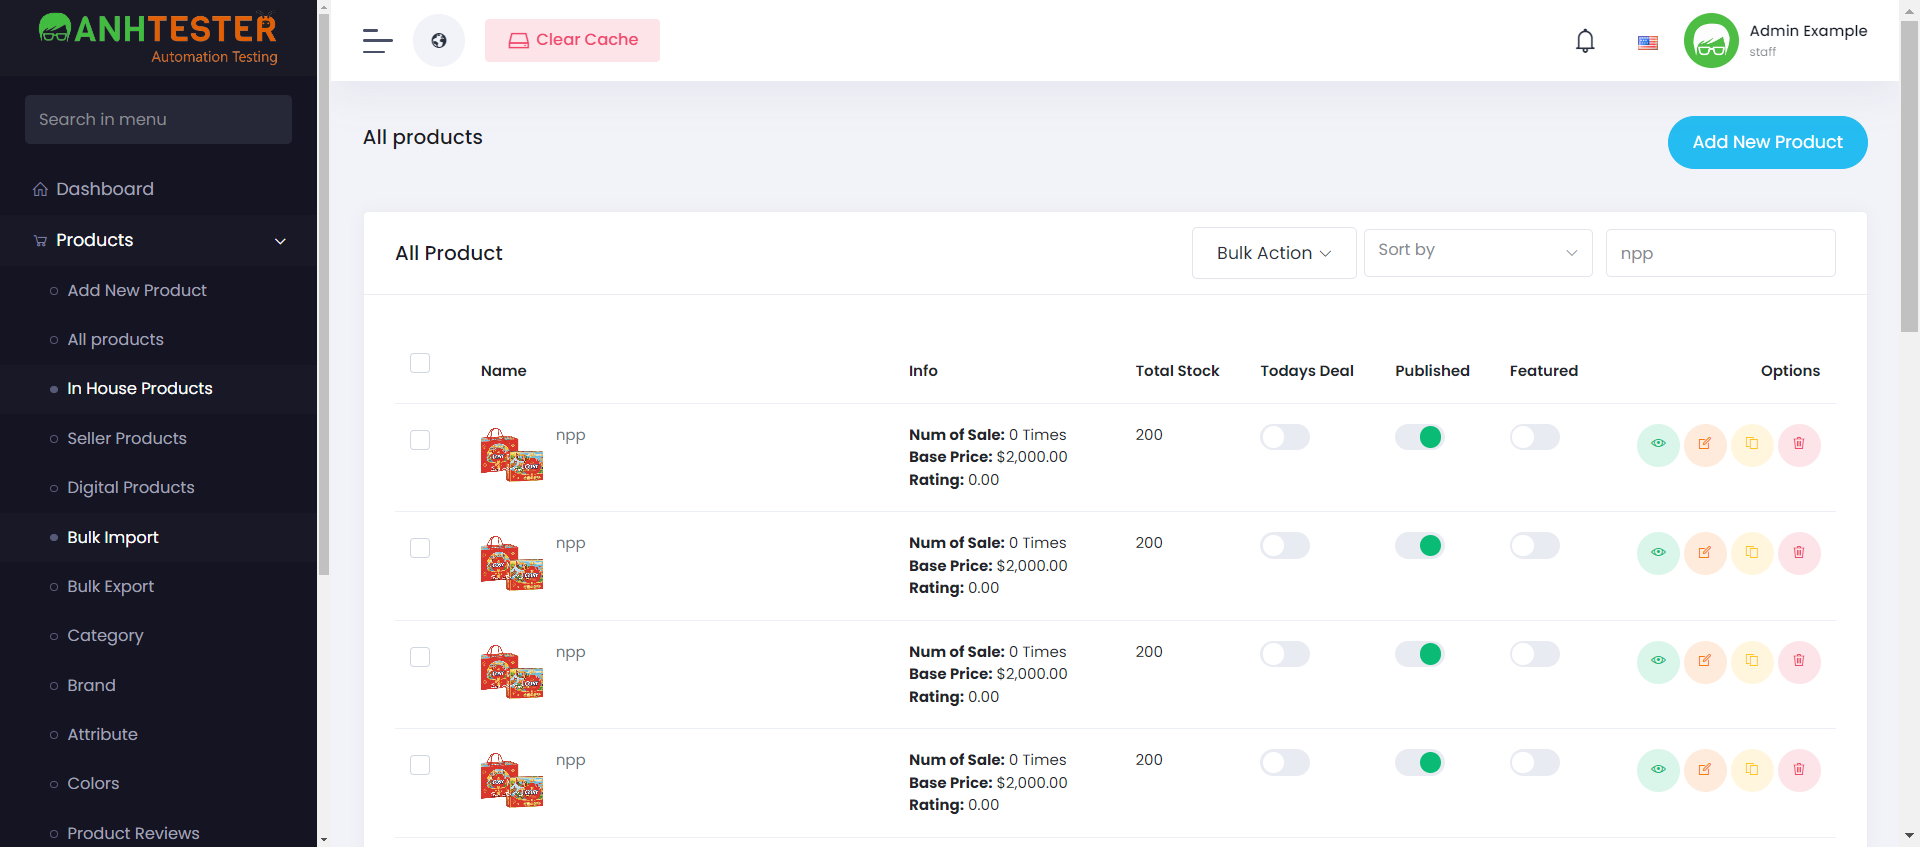 ANHTESTER
Automation Testing
Search in menu
Dashboard
Products
Add New Product
All products
In House Products
Seller Products
Digital Products
Bulk Import
Bulk Export
Category
Brand
Attribute
Colors
Product Reviews
Clear Cache
Admin Example
staff
All products
Add New Product
All Product
Bulk Action
Sort by
npp
Name Info Total Stock Todays Deal Published Featured Options
npp
Num of Sale: 0 Times
Base Price: $2,000.00
Rating: 0.00
200
npp
Num of Sale: 0 Times
Base Price: $2,000.00
Rating: 0.00
200
npp
Num of Sale: 0 Times
Base Price: $2,000.00
Rating: 0.00
200
npp
Num of Sale: 0 Times
Base Price: $2,000.00
Rating: 0.00
200